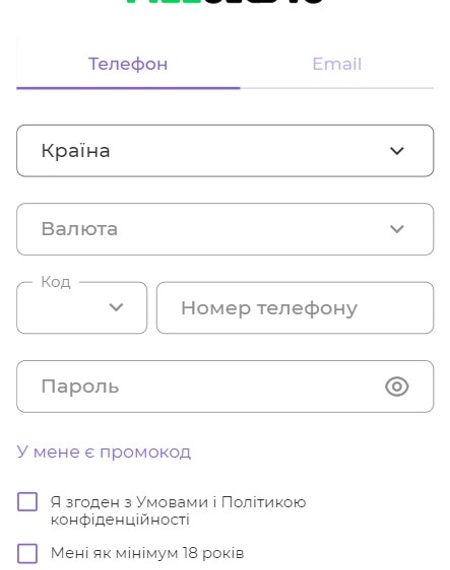 Телефон
Email
Країна
Валюта
Код
Номер телефону
Пароль
У мене є промокод
Я згоден з Умовами і Політикою
конфіденційності
Мені як мінімум 18 років